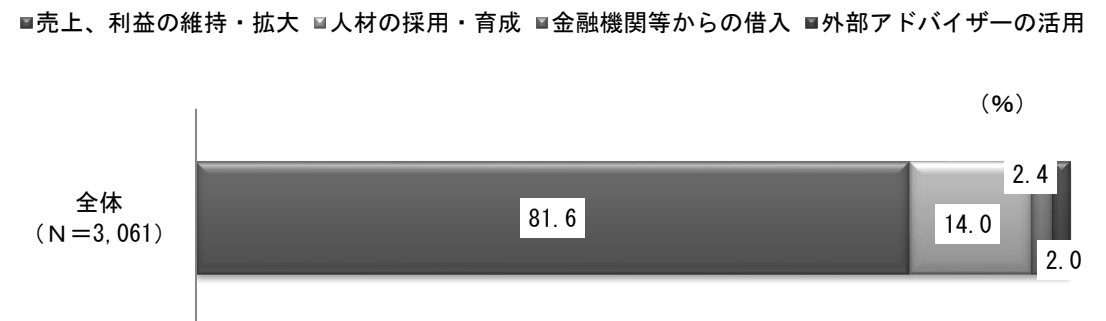 ■売上、利益の維持・拡大 ■人材の採用・育成 ■金融機関等からの借入 ■外部アドバイザーの活用
（％）
全体
（Ｎ＝3,061）
81.6
14.0
2.4
2.0